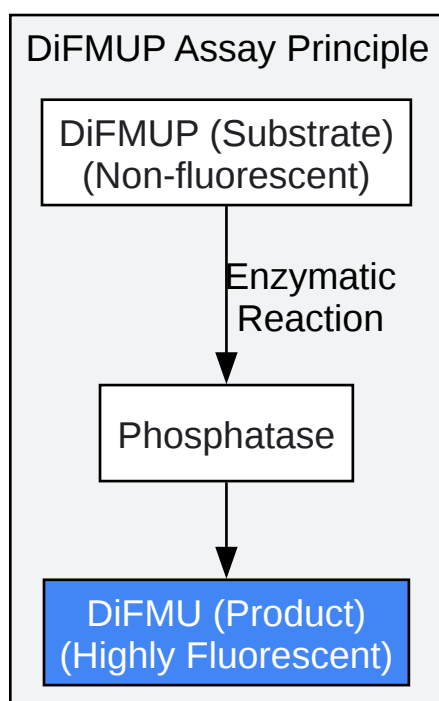 DiFMUP Assay Principle
DiFMUP (Substrate)
(Non-fluorescent)
Enzymatic
Reaction
Phosphatase
DiFMU (Product)
(Highly Fluorescent)